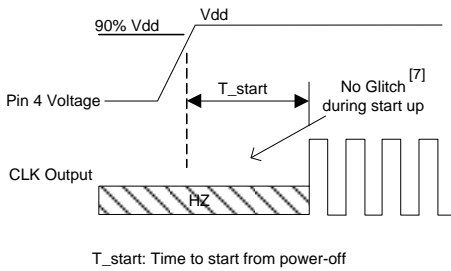 Vdd
90% Vdd
T_start
No Glitch [7]
during start up
Pin 4 Voltage
CLK Output
HZ
T_start: Time to start from power-off